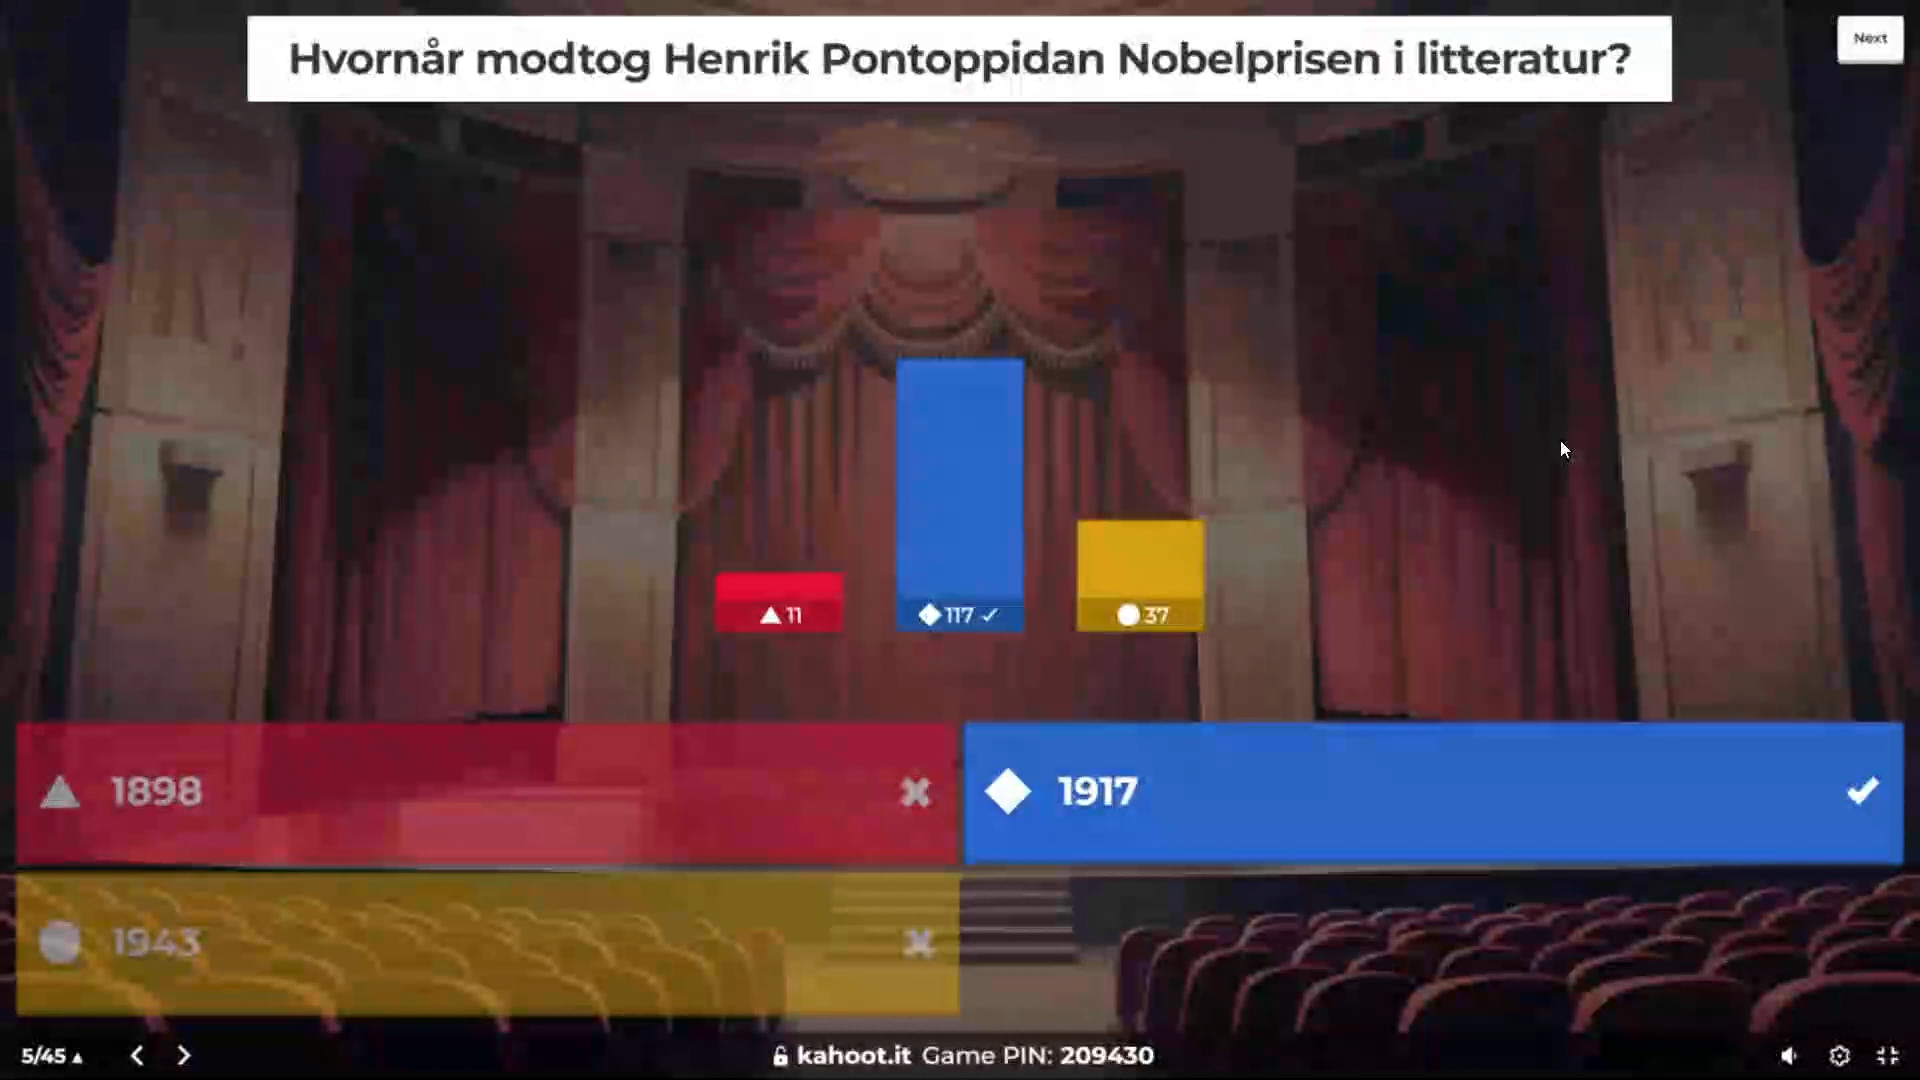 Hvornår modtog Henrik Pontoppidan Nobelprisen i litteratur?
Next
11
117
37
1898
1917
1943
5/45
kahoot.it Game PIN: 209430